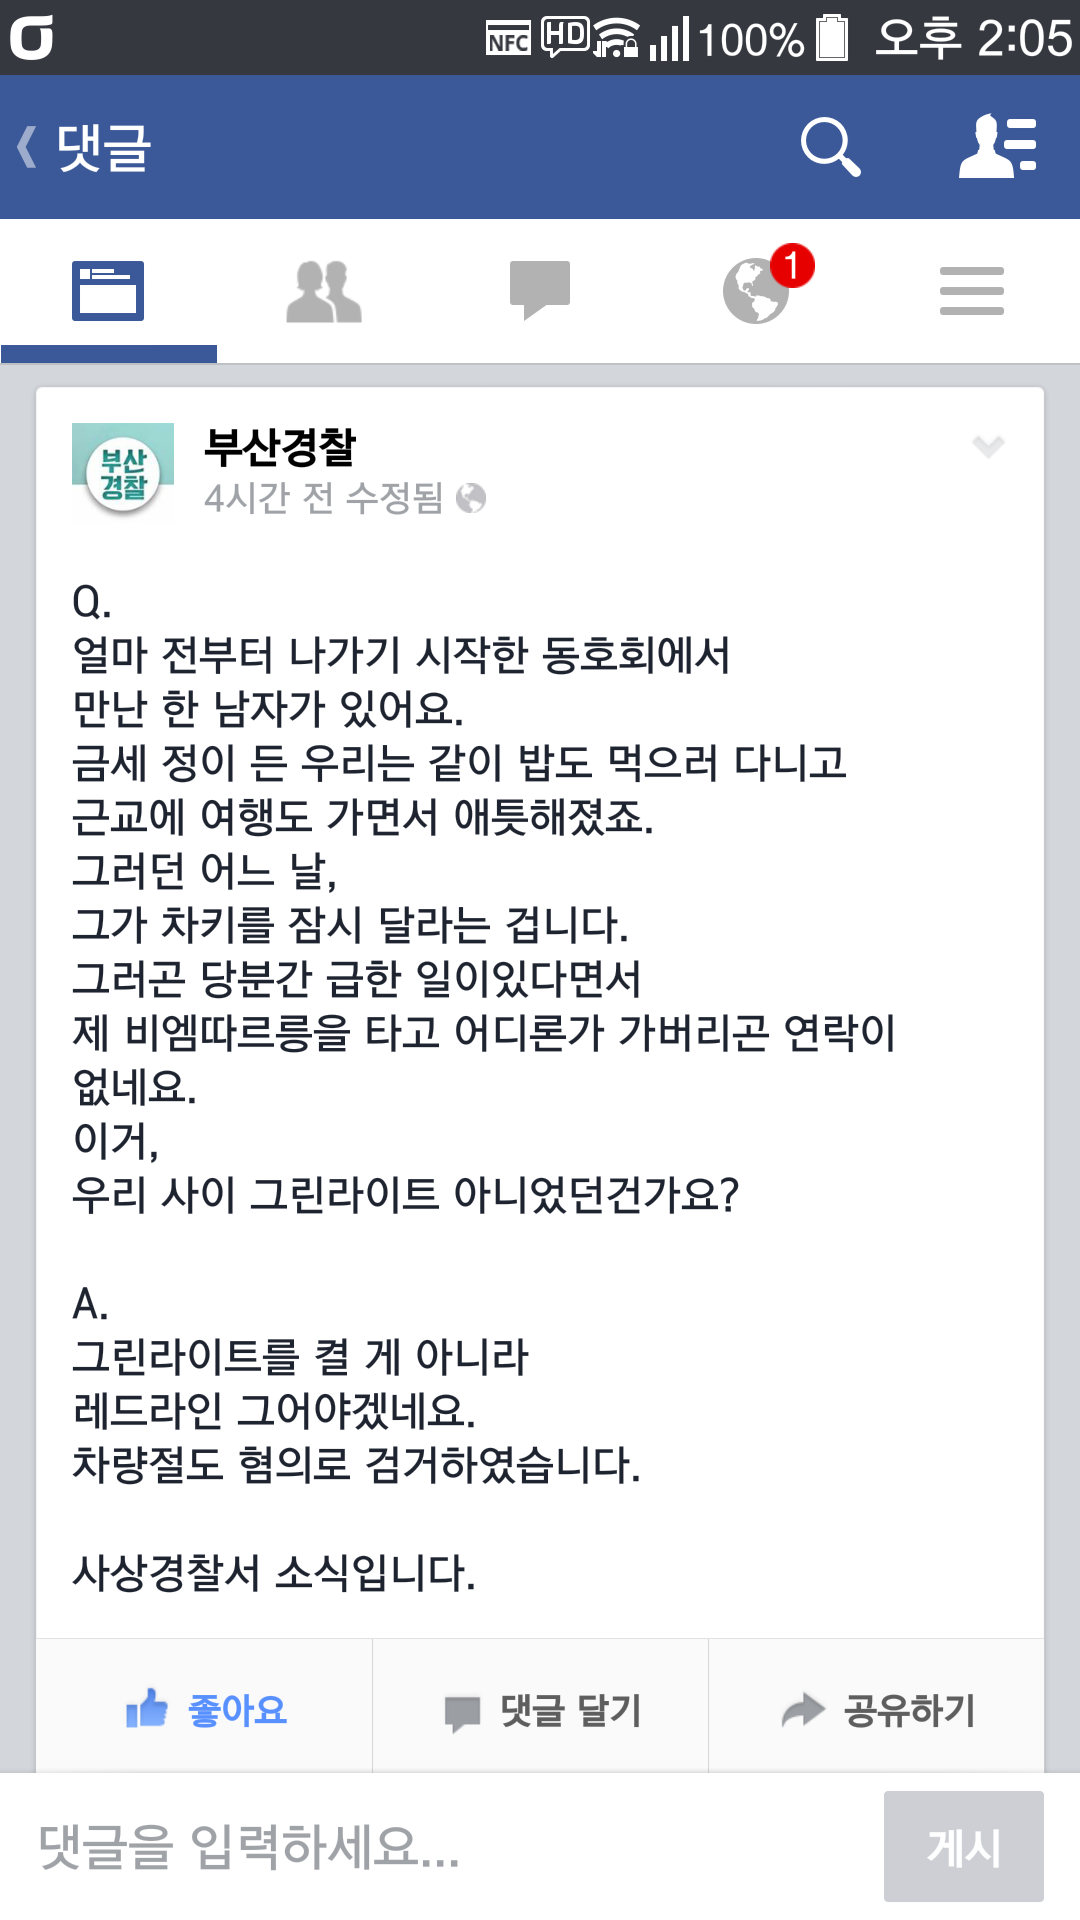 NFC HD 100% 오후 2:05
댓글
1
부산
경찰
부산경찰
4시간 전 수정됨
Q.
얼마 전부터 나가기 시작한 동호회에서
만난 한 남자가 있어요.
금세 정이 든 우리는 같이 밥도 먹으러 다니고
근교에 여행도 가면서 애틋해졌죠.
그러던 어느 날,
그가 차키를 잠시 달라는 겁니다.
그러곤 당분간 급한 일이있다면서
제 비엠따르릉을 타고 어디론가 가버리곤 연락이
없네요.
이거,
우리 사이 그린라이트 아니었던건가요?
A.
그린라이트를 켤 게 아니라
레드라인 그어야겠네요.
차량절도 혐의로 검거하였습니다.
사상경찰서 소식입니다.
좋아요 댓글 달기 공유하기
댓글을 입력하세요... 게시